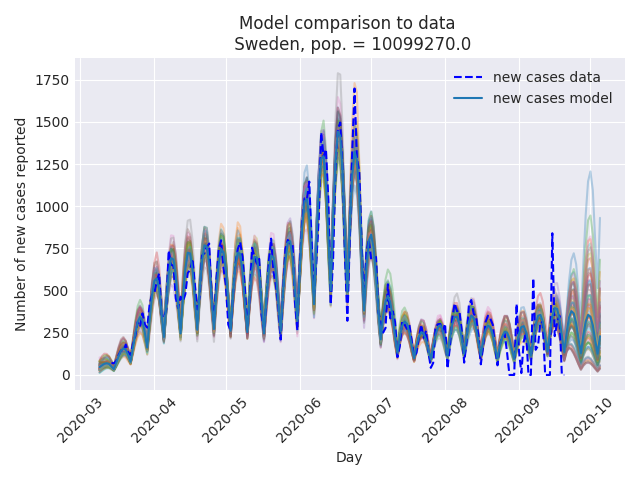 Model comparison to data
Sweden, pop. = 10099270.0
new cases data
new cases model
Number of new cases reported
1750
1500
1250
1000
750
500
250
0
2020-03
2020-04
2020-05
2020-06
2020-07
2020-08
2020-09
2020-10
Day